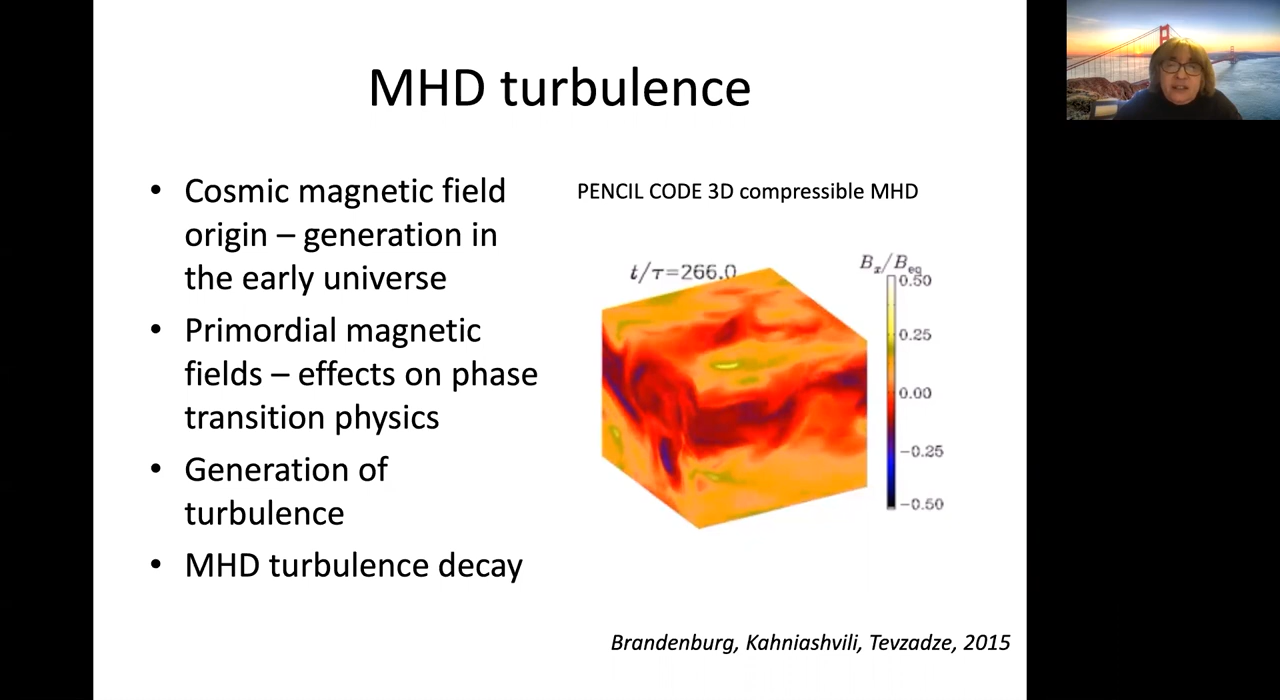 MHD turbulence
• Cosmic magnetic field
origin – generation in
the early universe
• Primordial magnetic
fields – effects on phase
transition physics
• Generation of
turbulence
• MHD turbulence decay
PENCIL CODE 3D compressible MHD
t/τ=266.0
Bx/Beq
0.50
0.25
0.00
−0.25
−0.50
Brandenburg, Kahniashvili, Tevzadze, 2015